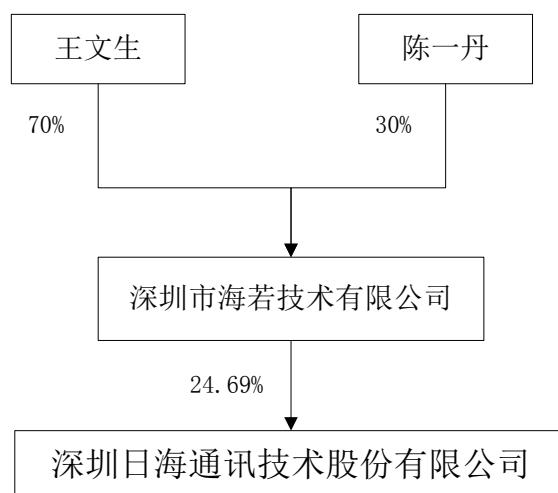 王文生
陈一丹
70%
30%
深圳市海若技术有限公司
24.69%
深圳日海通讯技术股份有限公司